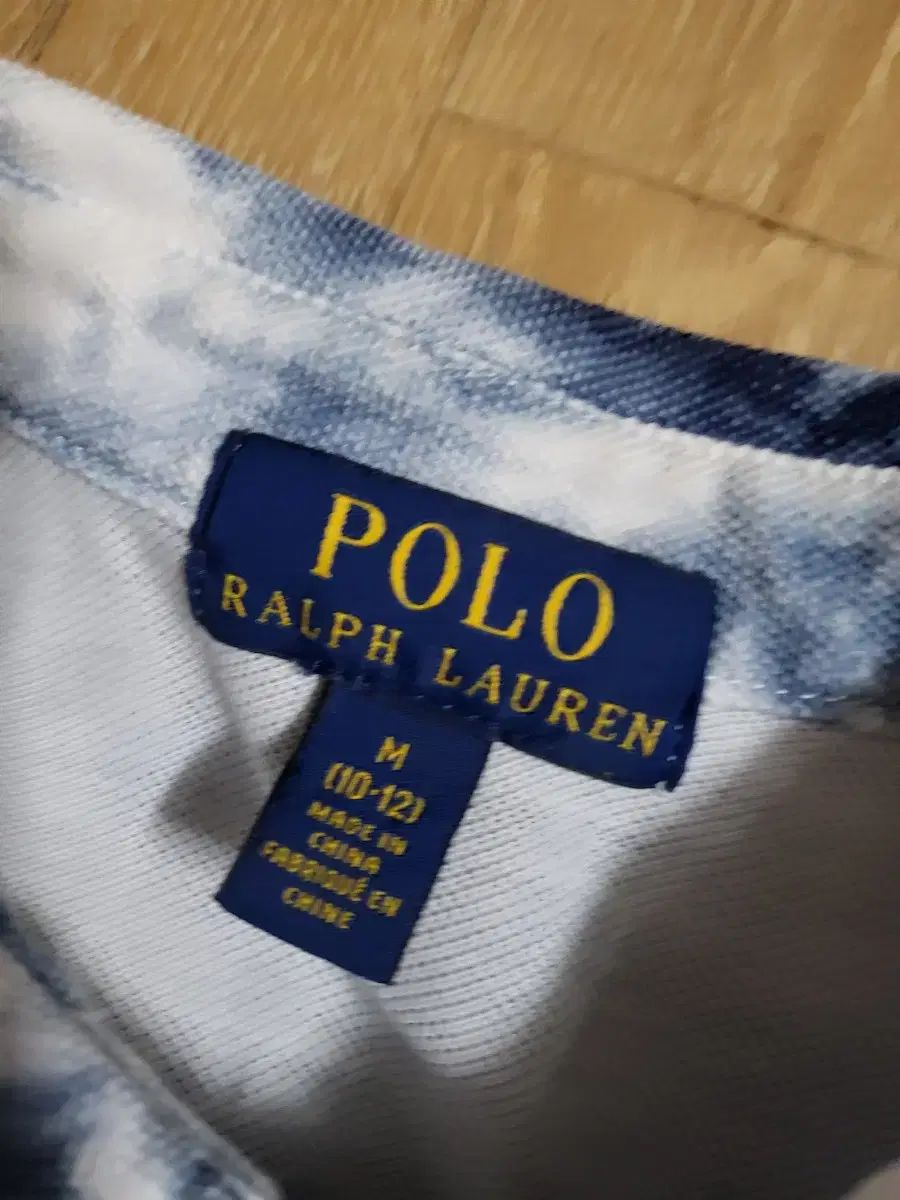 POLO
RALPH LAUREN
M
(10-12)
MADE IN
CHINA
FABRIQUÉ EN
CHINE